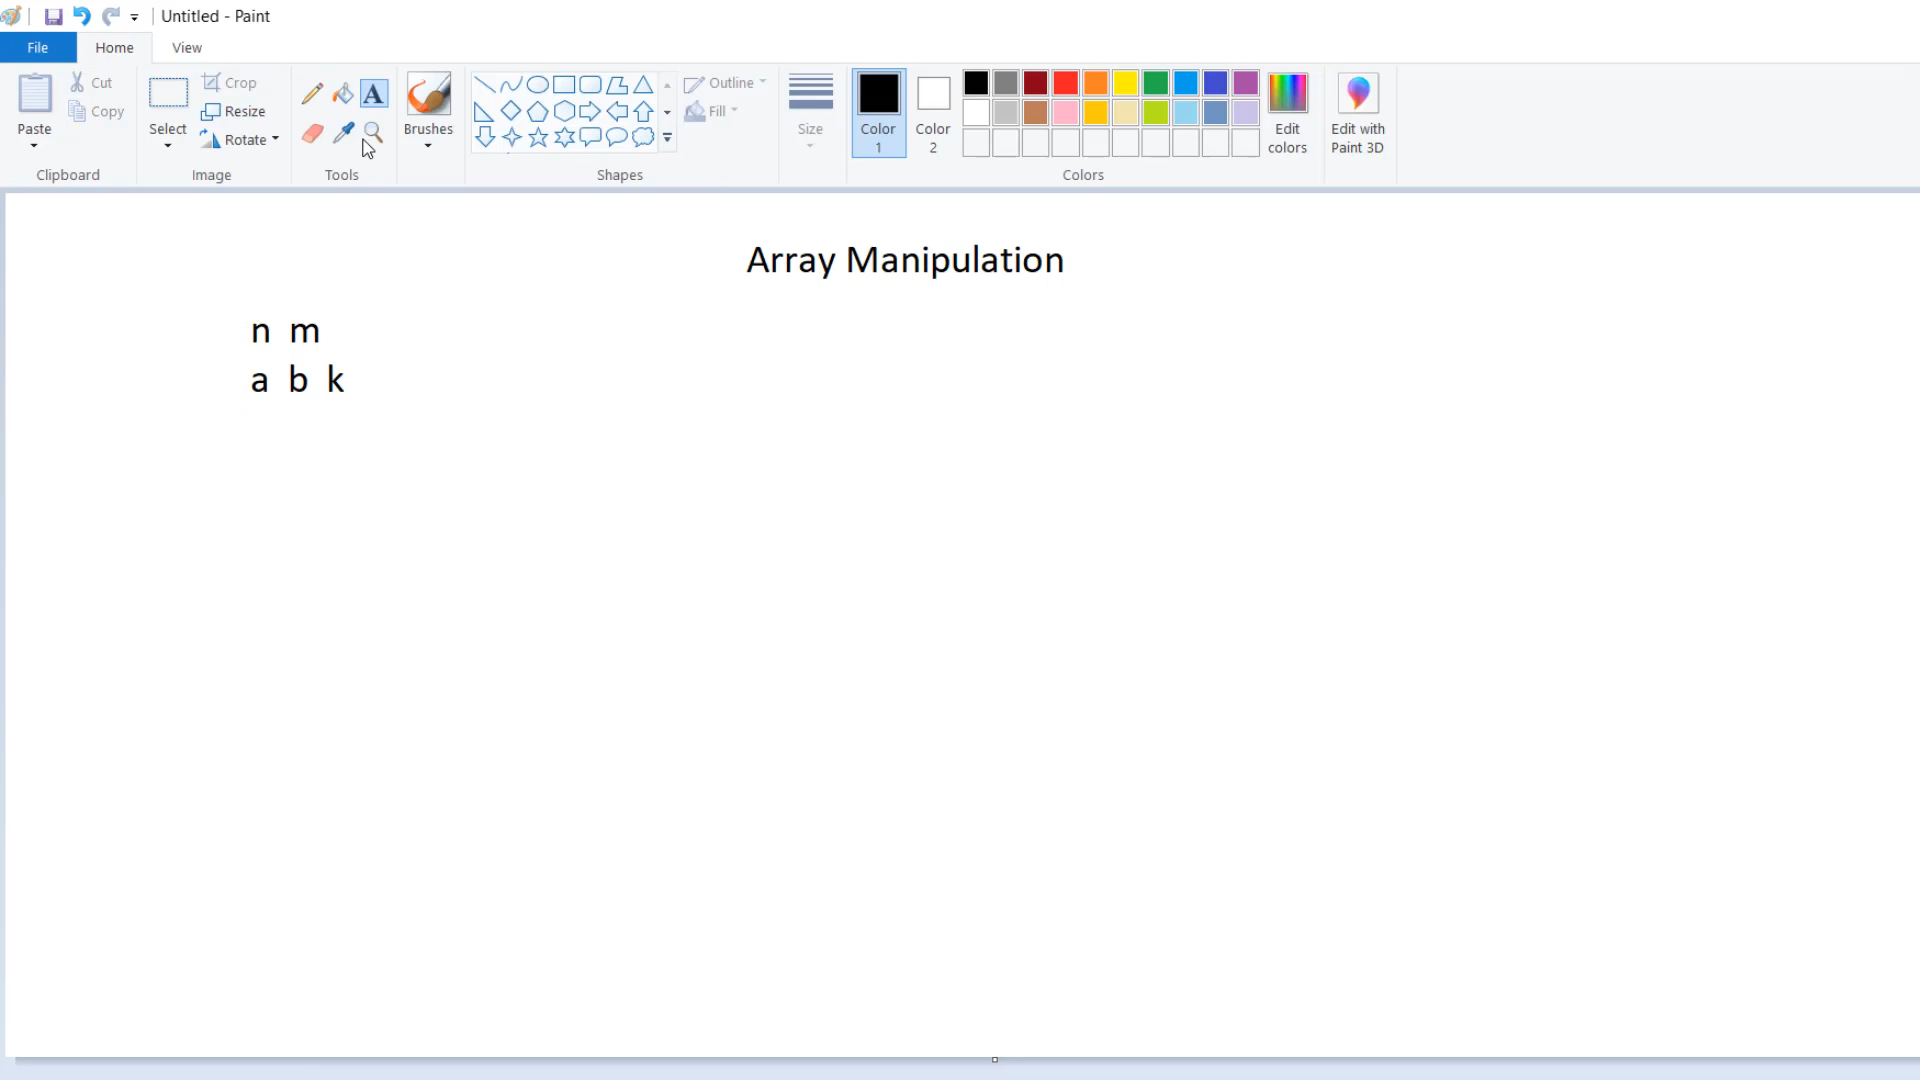 Untitled - Paint
File Home View
Paste
Cut
Copy
Clipboard
Select
Crop
Resize
Rotate
Image
A
Tools
Brushes
Shapes
Outline
Fill
Size
Color 1
Color 2
Colors
Edit colors
Edit with Paint 3D
Array Manipulation
n m
a b k